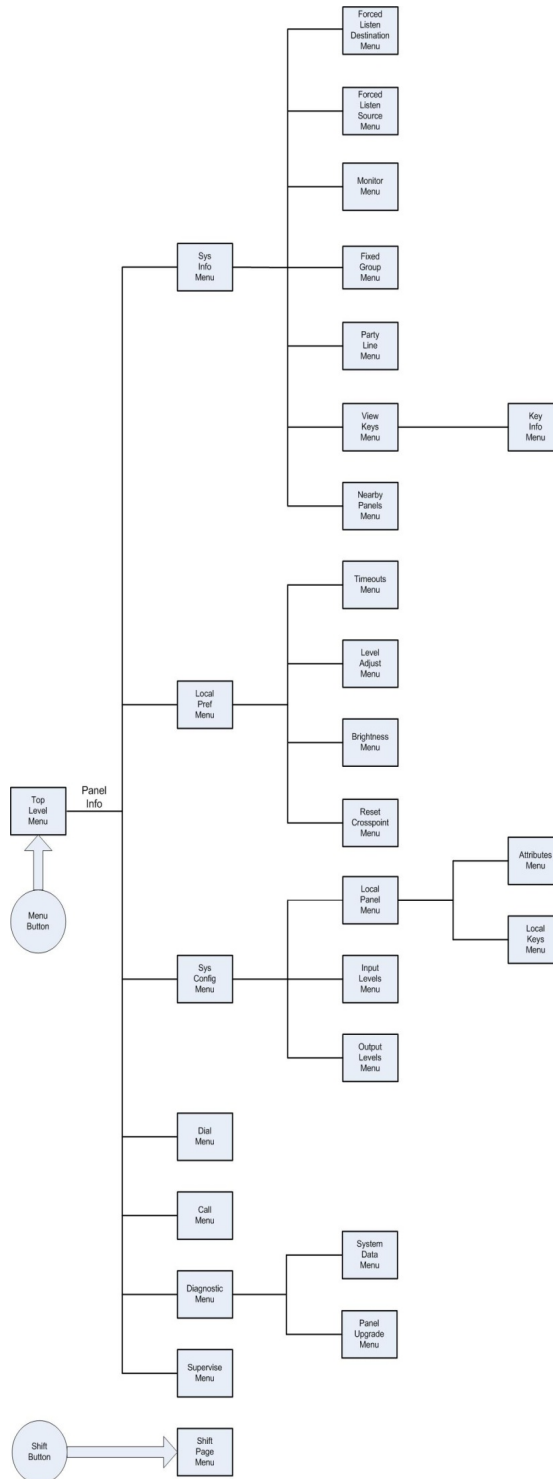 Forced
Listen
Destination
Menu
Forced
Listen
Source
Menu
Monitor
Menu
Sys
Info
Menu
Fixed
Group
Menu
Party
Line
Menu
View
Keys
Menu
Key
Info
Menu
Nearby
Panels
Menu
Timeouts
Menu
Level
Adjust
Menu
Local
Pref
Menu
Brightness
Menu
Top
Level
Menu
Panel
Info
Reset
Crosspoint
Menu
Menu
Button
Local
Panel
Menu
Attributes
Menu
Local
Keys
Menu
Sys
Config
Menu
Input
Levels
Menu
Output
Levels
Menu
Dial
Menu
Call
Menu
System
Data
Menu
Diagnostic
Menu
Panel
Upgrade
Menu
Supervise
Menu
Shift
Button
Shift
Page
Menu